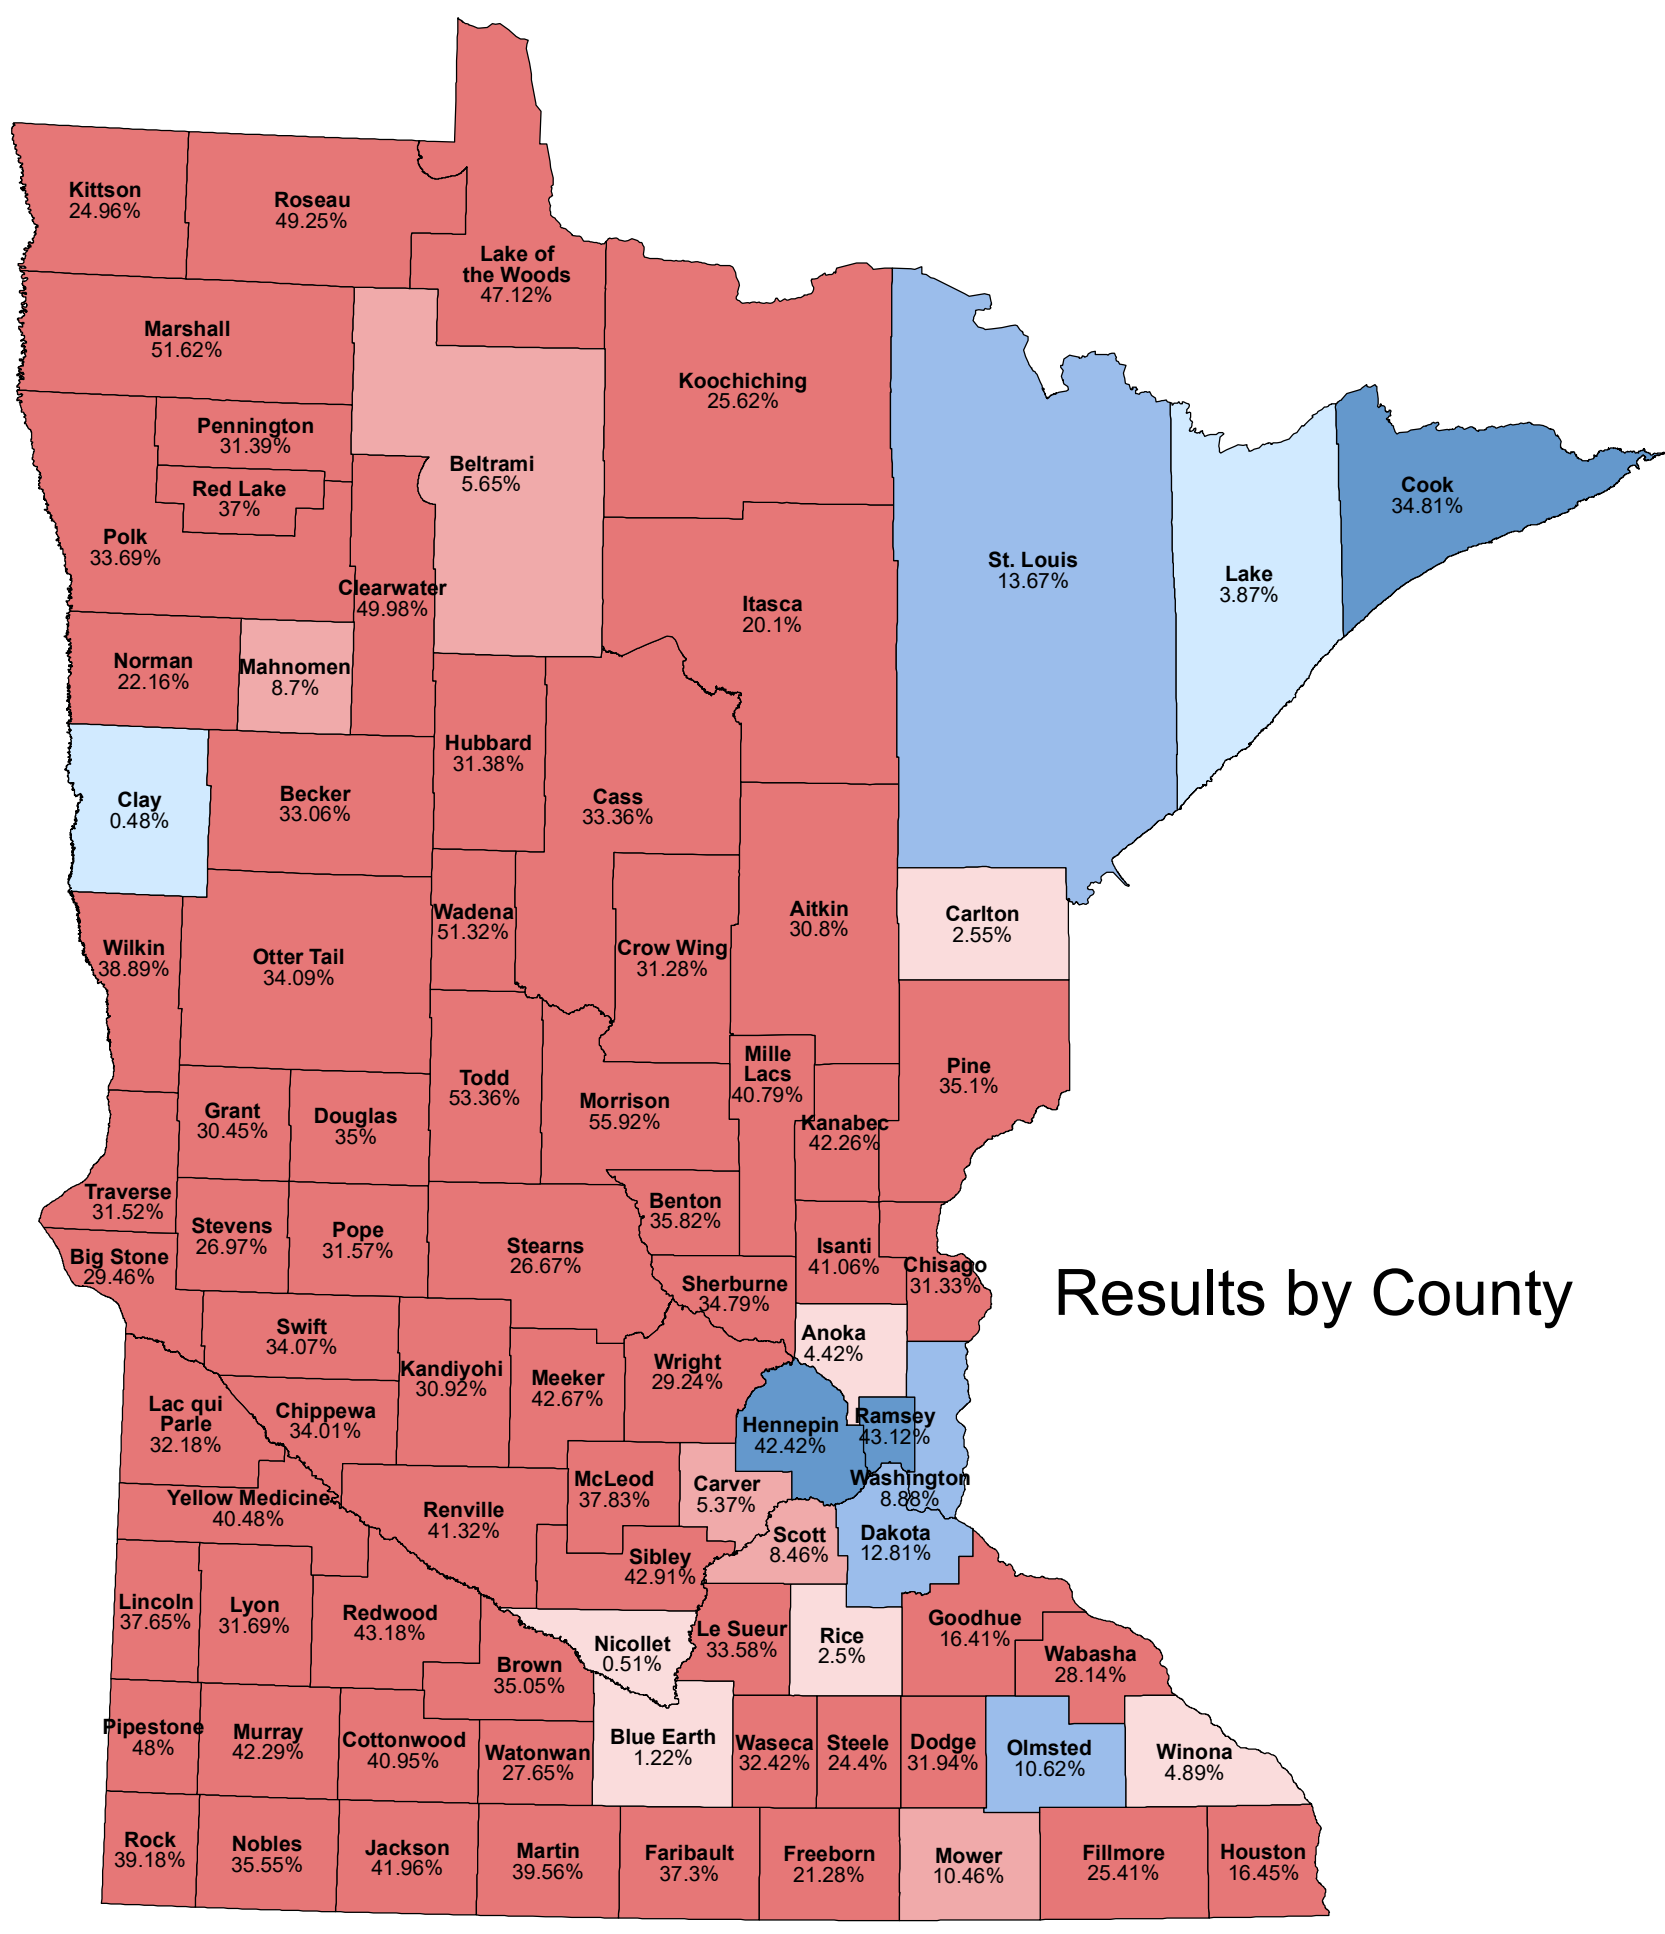 Kittson
24.96%
Roseau
49.25%
Lake of
the Woods
47.12%
Marshall
51.62%
Koochiching
25.62%
Pennington
31.39%
Beltrami
5.65%
Red Lake
37%
Cook
34.81%
Polk
33.69%
St. Louis
13.67%
Lake
3.87%
Clearwater
49.98%
Itasca
20.1%
Norman
22.16%
Mahnomen
8.7%
Hubbard
31.38%
Clay
0.48%
Becker
33.06%
Cass
33.36%
Wadena
51.32%
Aitkin
30.8%
Carlton
2.55%
Wilkin
38.89%
Otter Tail
34.09%
Crow Wing
31.28%
Mille
Lacs
40.79%
Pine
35.1%
Todd
53.36%
Morrison
55.92%
Grant
30.45%
Douglas
35%
Kanabec
42.26%
Traverse
31.52%
Benton
35.82%
Stevens
26.97%
Pope
31.57%
Stearns
26.67%
Isanti
41.06%
Big Stone
29.46%
Chisago
31.33%
Results by County
Sherburne
34.79%
Swift
34.07%
Anoka
4.42%
Kandiyohi
30.92%
Meeker
42.67%
Wright
29.24%
Lac qui
Parle
32.18%
Chippewa
34.01%
Hennepin
42.42%
Ramsey
43.12%
McLeod
37.83%
Carver
5.37%
Washington
8.88%
Yellow Medicine
40.48%
Renville
41.32%
Scott
8.46%
Dakota
12.81%
Sibley
42.91%
Lincoln
37.65%
Lyon
31.69%
Redwood
43.18%
Nicollet
0.51%
Le Sueur
33.58%
Rice
2.5%
Goodhue
16.41%
Wabasha
28.14%
Brown
35.05%
Pipestone
48%
Murray
42.29%
Cottonwood
40.95%
Watonwan
27.65%
Blue Earth
1.22%
Waseca
32.42%
Steele
24.4%
Dodge
31.94%
Olmsted
10.62%
Winona
4.89%
Rock
39.18%
Nobles
35.55%
Jackson
41.96%
Martin
39.56%
Faribault
37.3%
Freeborn
21.28%
Mower
10.46%
Fillmore
25.41%
Houston
16.45%